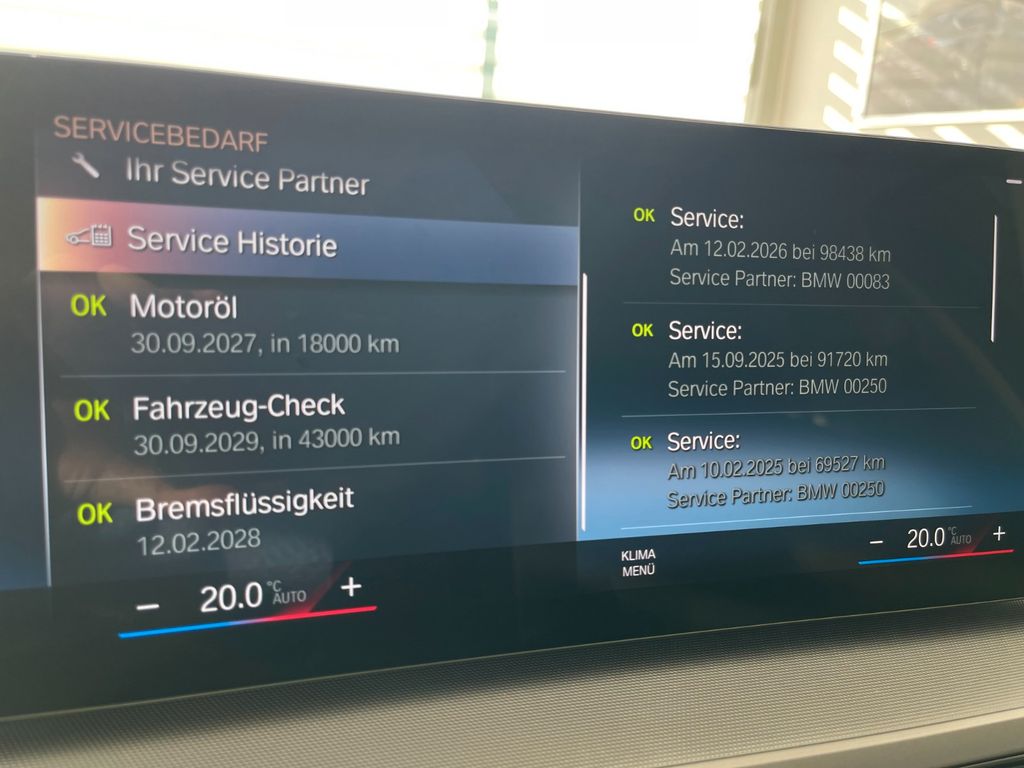 SERVICEBEDARF
Ihr Service Partner
Service Historie
OK Motoröl
30.09.2027, in 18000 km
OK Fahrzeug-Check
30.09.2029, in 43000 km
OK Bremsflüssigkeit
12.02.2028
OK Service:
Am 12.02.2026 bei 98438 km
Service Partner: BMW 00083
OK Service:
Am 15.09.2025 bei 91720 km
Service Partner: BMW 00250
OK Service:
Am 10.02.2025 bei 69527 km
Service Partner: BMW 00250
− 20.0 °C AUTO +
KLIMA
MENÜ
− 20.0 °C AUTO +